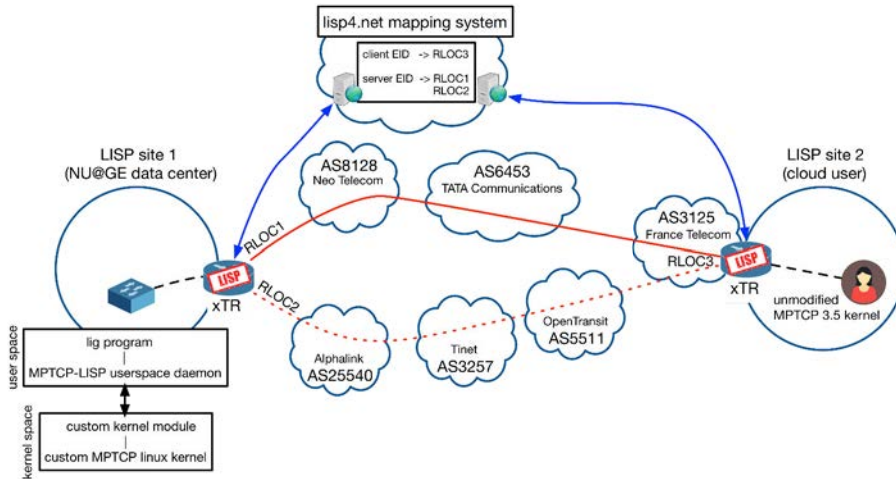 lisp4.net mapping system
client EID -> RLOC3
server EID -> RLOC1
RLOC2
LISP site 1
(NU@GE data center)
AS8128
Neo Telecom
AS6453
TATA Communications
LISP site 2
(cloud user)
AS3125
France Telecom
RLOC1
RLOC3
LISP
LISP
xTR
xTR
RLOC2
unmodified
MPTCP 3.5 kernel
OpenTransit
AS5511
Alphalink
AS25540
Tinet
AS3257
user space
lig program
MPTCP-LISP userspace daemon
kernel space
custom kernel module
custom MPTCP linux kernel